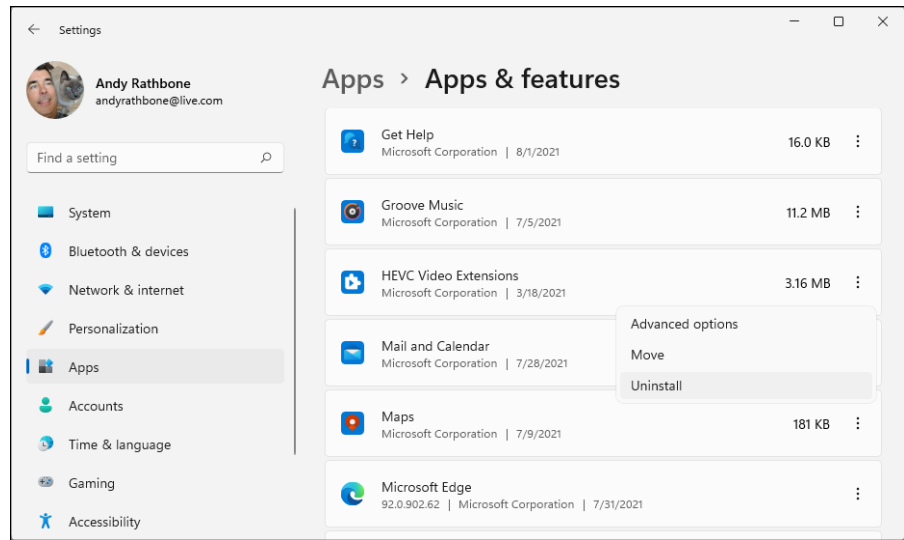 Settings
Andy Rathbone
andyrathbone@live.com
Find a setting
System
Bluetooth & devices
Network & internet
Personalization
Apps
Accounts
Time & language
Gaming
Accessibility
Apps > Apps & features
Get Help
Microsoft Corporation | 8/1/2021
16.0 KB
Groove Music
Microsoft Corporation | 7/5/2021
11.2 MB
HEVC Video Extensions
Microsoft Corporation | 3/18/2021
3.16 MB
Advanced options
Move
Uninstall
Mail and Calendar
Microsoft Corporation | 7/28/2021
Maps
Microsoft Corporation | 7/9/2021
181 KB
Microsoft Edge
92.0.902.62 | Microsoft Corporation | 7/31/2021